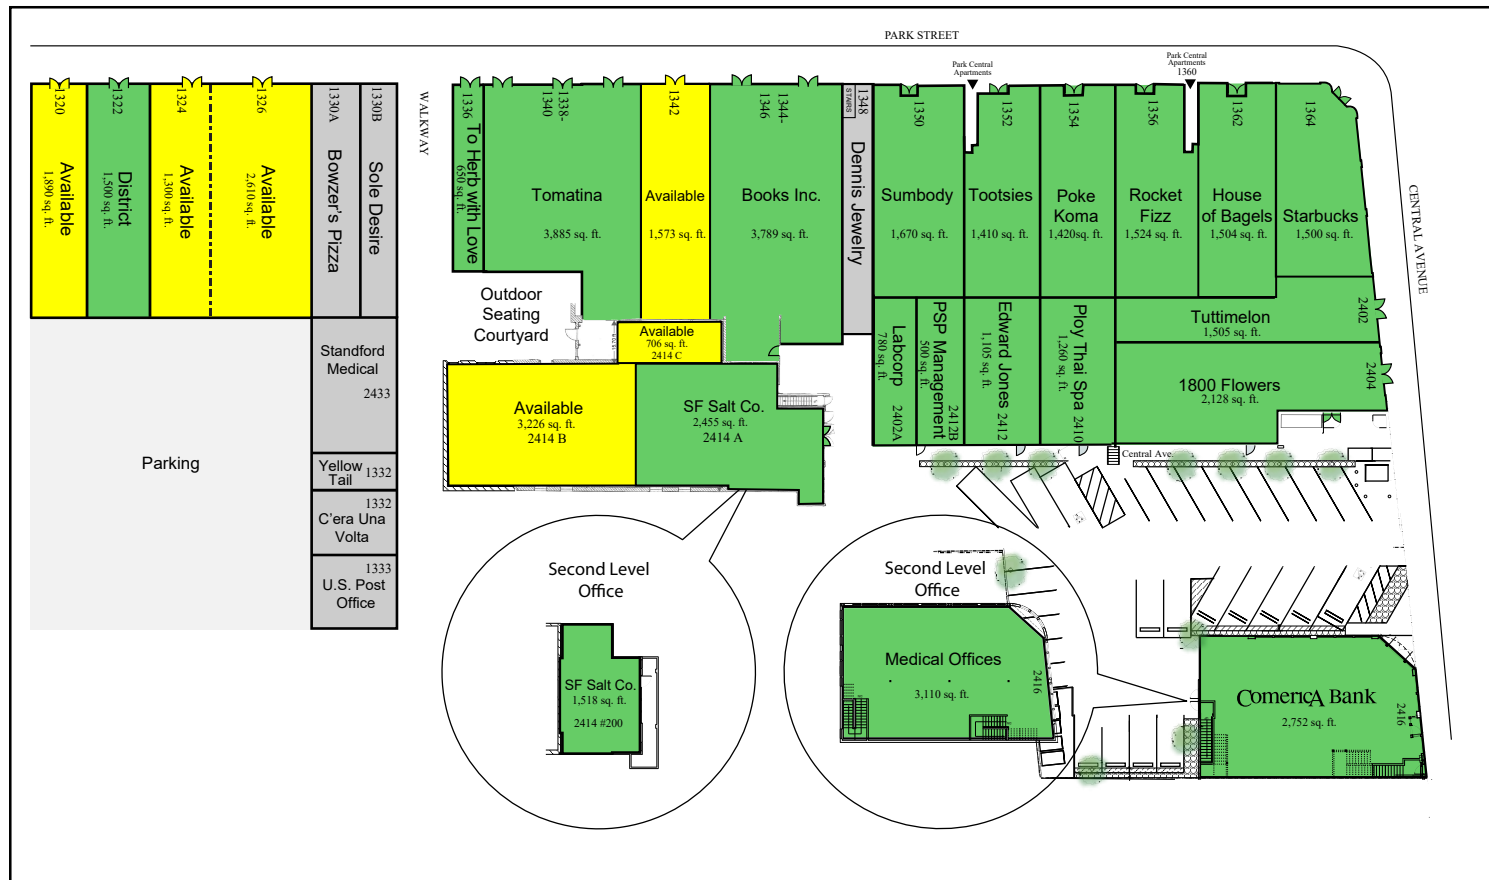 PARK STREET
CENTRAL AVENUE
WALKWAY
1320
Available
1,890 sq. ft.
1322
District
1,500 sq. ft.
1324
Available
1,300 sq. ft.
1326
Available
2,610 sq. ft.
1330A
Bowzer's Pizza
1330B
Sole Desire
Standford
Medical
2433
Yellow
Tail 1332
1332
C'era Una
Volta
1333
U.S. Post
Office
Parking
1336
To Herb with Love
650 sq. ft.
1338-
1340
Tomatina
3,885 sq. ft.
1342
Available
1,573 sq. ft.
1344-
1346
Books Inc.
3,789 sq. ft.
1348
STAIRS
Dennis Jewelry
1350
Sumbody
1,670 sq. ft.
Park Central
Apartments
1352
Tootsies
1,410 sq. ft.
1354
Poke
Koma
1,420sq. ft.
1356
Rocket
Fizz
1,524 sq. ft.
Park Central
Apartments
1360
1362
House
of Bagels
1,504 sq. ft.
1364
Starbucks
1,500 sq. ft.
Outdoor
Seating
Courtyard
Available
706 sq. ft.
2414 C
Available
3,226 sq. ft.
2414 B
SF Salt Co.
2,455 sq. ft.
2414 A
Labcorp
780 sq. ft.
2402A
PSP Management
500 sq. ft.
2412B
Edward Jones
1,105 sq. ft.
2412
Ploy Thai Spa
1,260 sq. ft.
2410
Tuttimelon
1,505 sq. ft.
2402
1800 Flowers
2,128 sq. ft.
2404
Central Ave.
Second Level
Office
SF Salt Co.
1,518 sq. ft.
2414 #200
Second Level
Office
Medical Offices
3,110 sq. ft.
2416
ComericA Bank
2,752 sq. ft.
2416